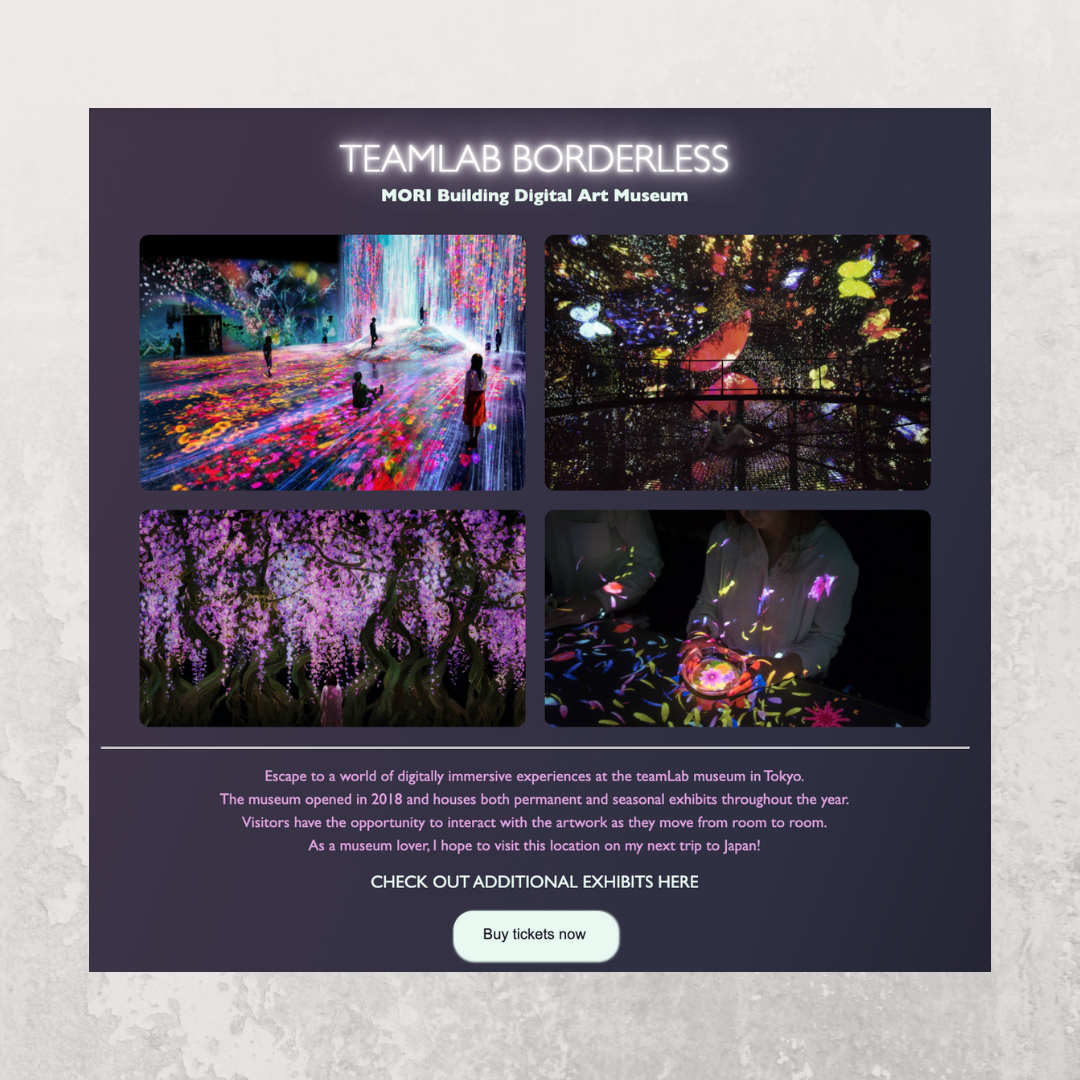 TEAMLAB BORDERLESS
MORI Building Digital Art Museum
Escape to a world of digitally immersive experiences at the teamLab museum in Tokyo.
The museum opened in 2018 and houses both permanent and seasonal exhibits throughout the year.
Visitors have the opportunity to interact with the artwork as they move from room to room.
As a museum lover, I hope to visit this location on my next trip to Japan!
CHECK OUT ADDITIONAL EXHIBITS HERE
Buy tickets now